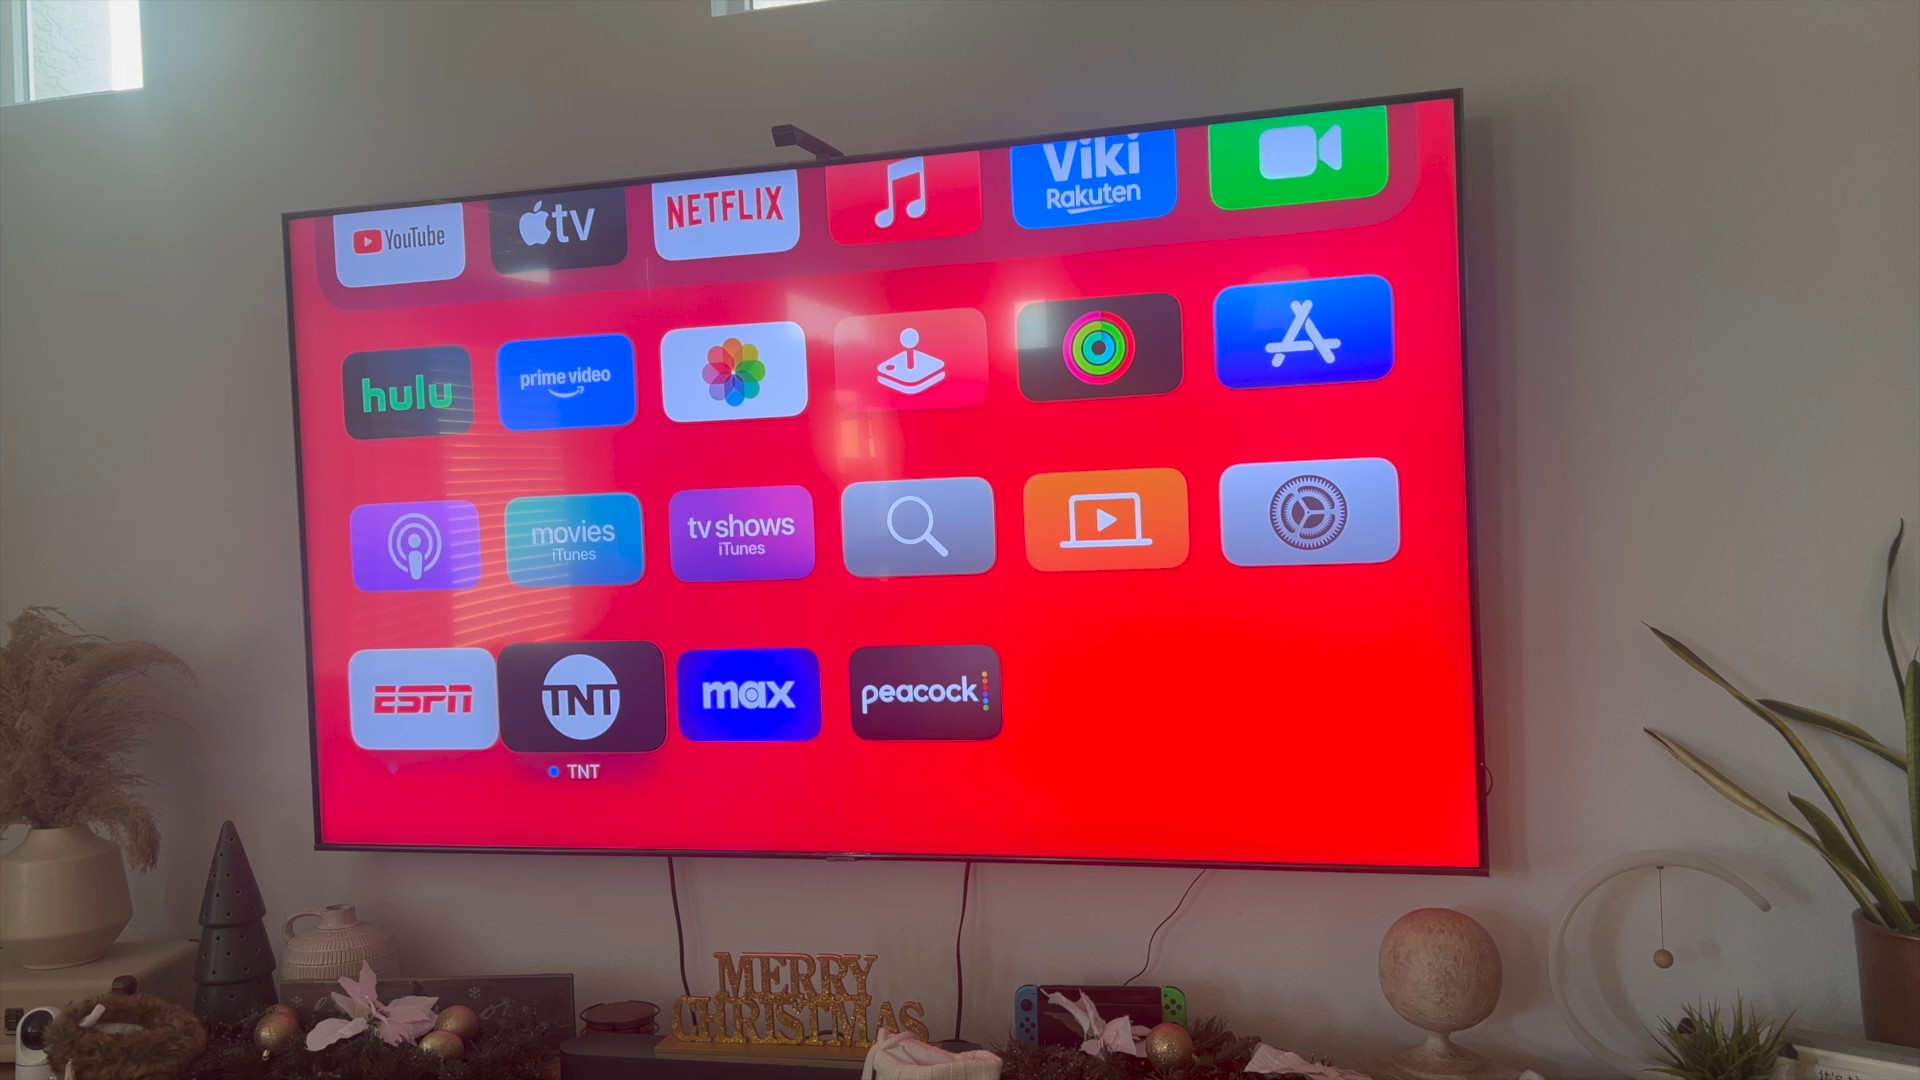 YouTube
tv
NETFLIX
Viki
Rakuten
hulu
prime video
movies
iTunes
tv shows
iTunes
ESPN
TNT
max
peacock
TNT
MERRY
CHRISTMAS